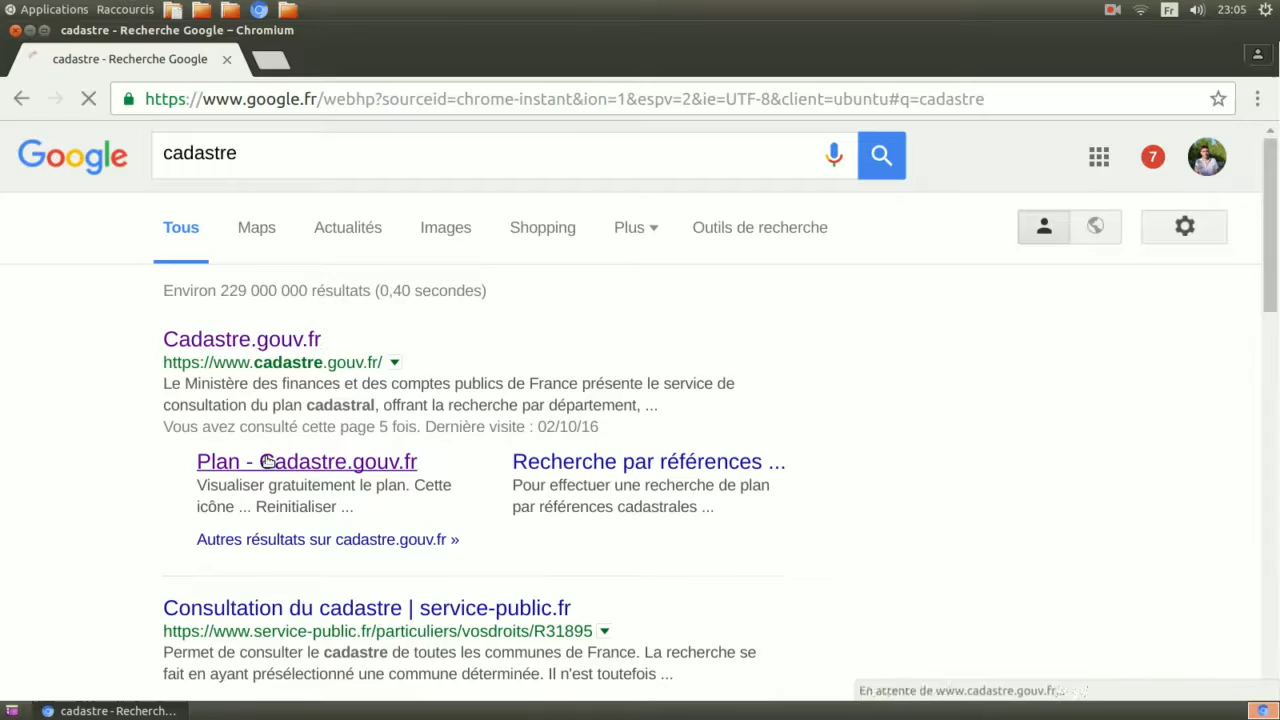 Applications Raccourcis Fr 23:05
cadastre - Recherche Google – Chromium
cadastre - Recherche Google
https://www.google.fr/webhp?sourceid=chrome-instant&ion=1&espv=2&ie=UTF-8&client=ubuntu#q=cadastre
Google cadastre 7
Tous Maps Actualités Images Shopping Plus Outils de recherche
Environ 229 000 000 résultats (0,40 secondes)
Cadastre.gouv.fr
https://www.cadastre.gouv.fr/
Le Ministère des finances et des comptes publics de France présente le service de
consultation du plan cadastral, offrant la recherche par département, ...
Vous avez consulté cette page 5 fois. Dernière visite : 02/10/16
Plan - Cadastre.gouv.fr
Visualiser gratuitement le plan. Cette
icône ... Reinitialiser ...
Recherche par références ...
Pour effectuer une recherche de plan
par références cadastrales ...
Autres résultats sur cadastre.gouv.fr »
Consultation du cadastre | service-public.fr
https://www.service-public.fr/particuliers/vosdroits/R31895
Permet de consulter le cadastre de toutes les communes de France. La recherche se
fait en ayant présélectionné une commune déterminée. Il n'est toutefois ...
En attente de www.cadastre.gouv.fr...
cadastre - Recherch...